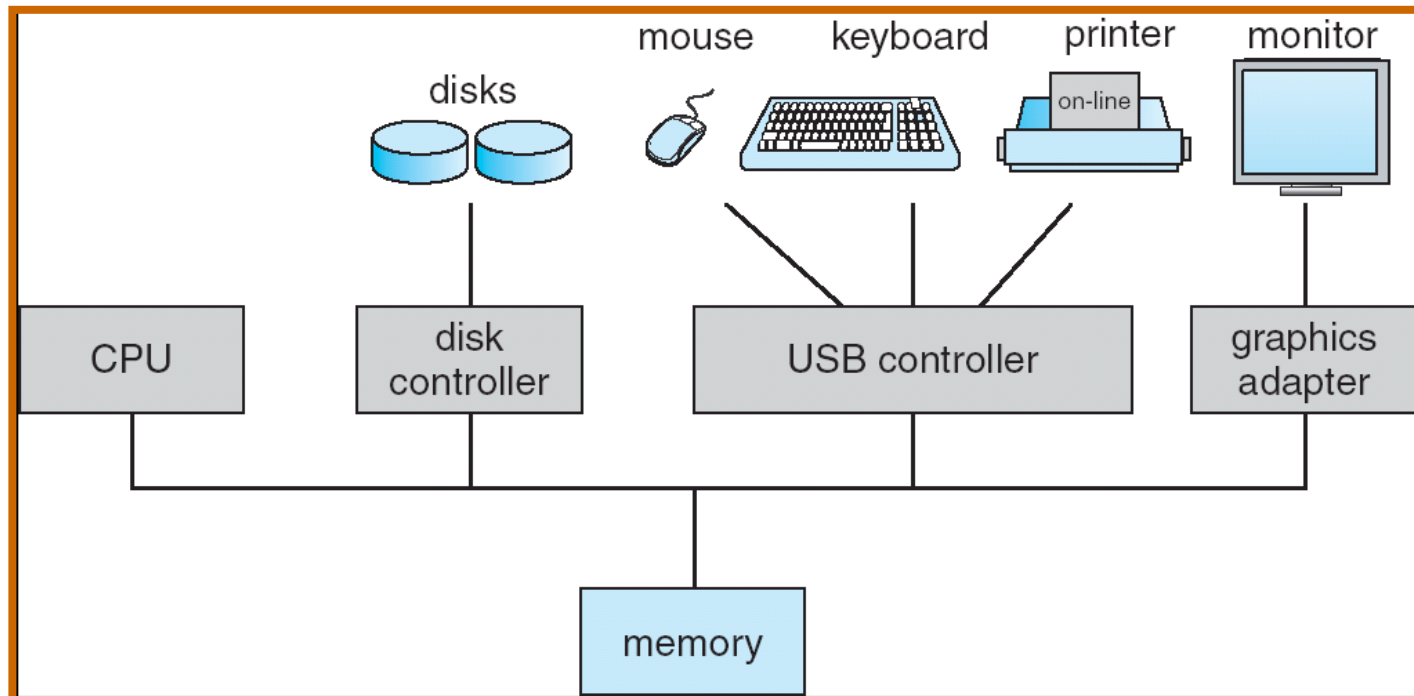 mouse
keyboard
printer
monitor
disks
on-line
CPU
disk
controller
USB controller
graphics
adapter
memory